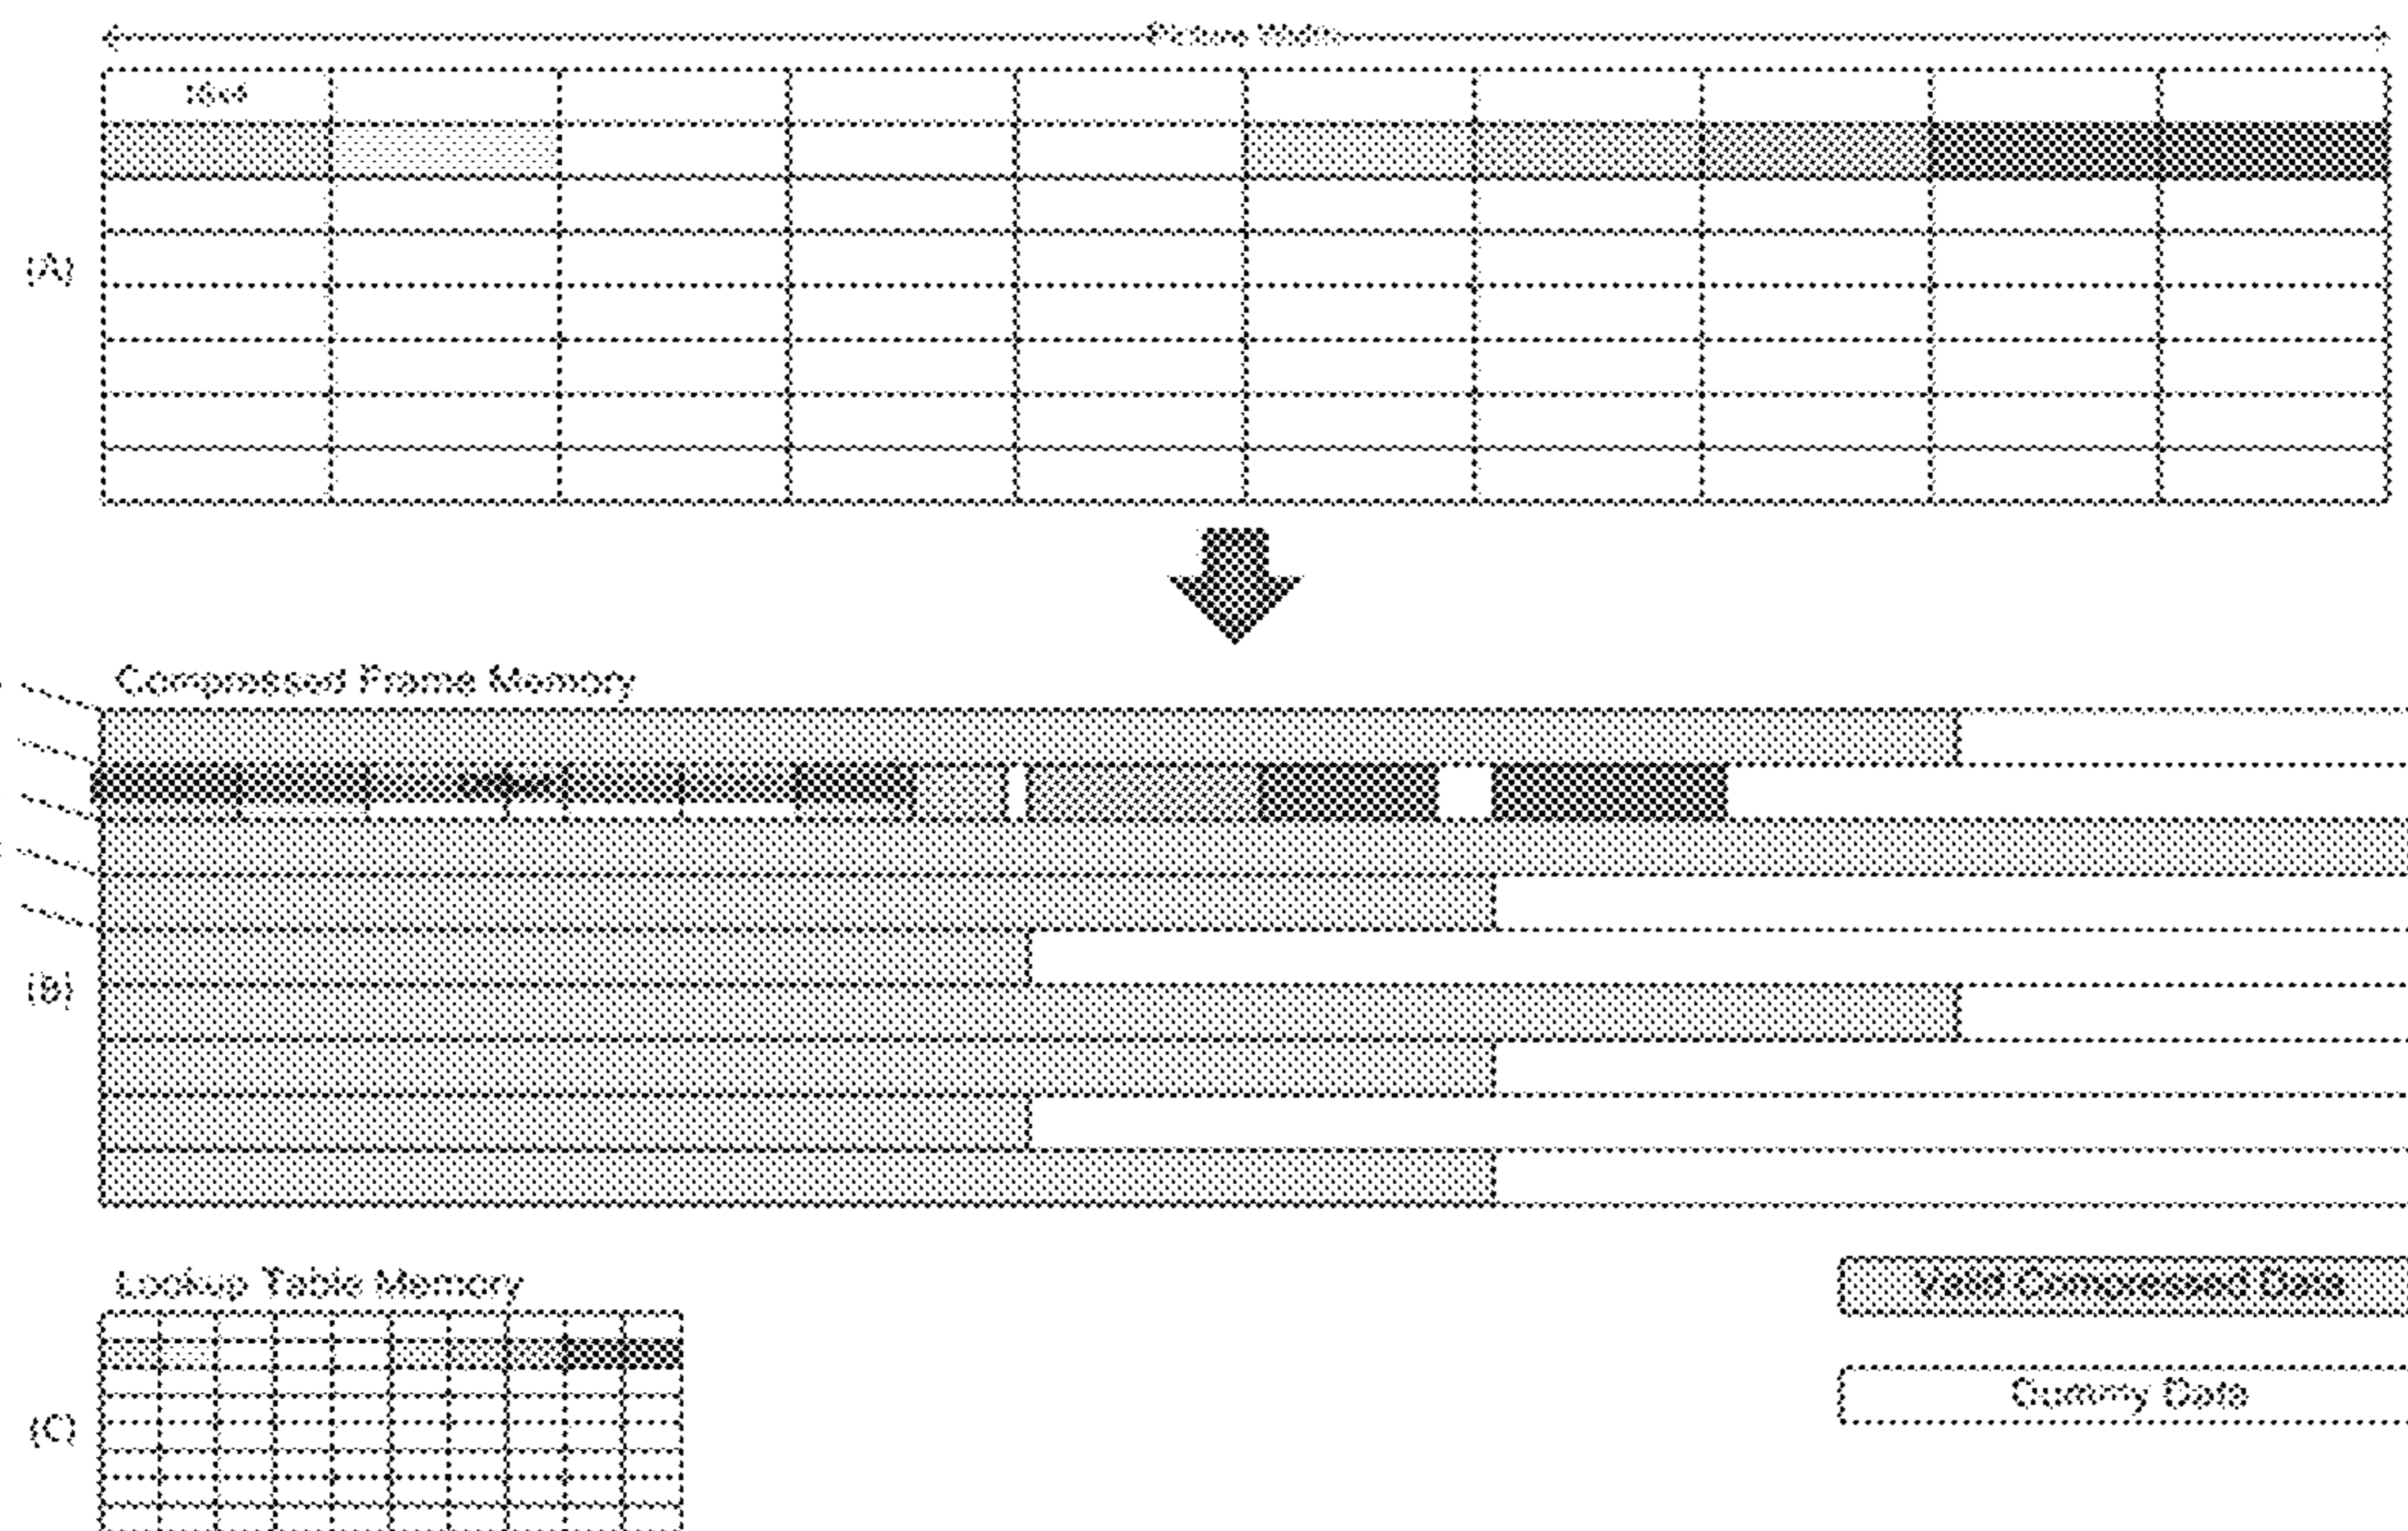 Picture Width
16x4
(A)
Compressed Frame Memory
(B)
Lookup Table Memory
Valid Compressed Data
Dummy Data
(C)